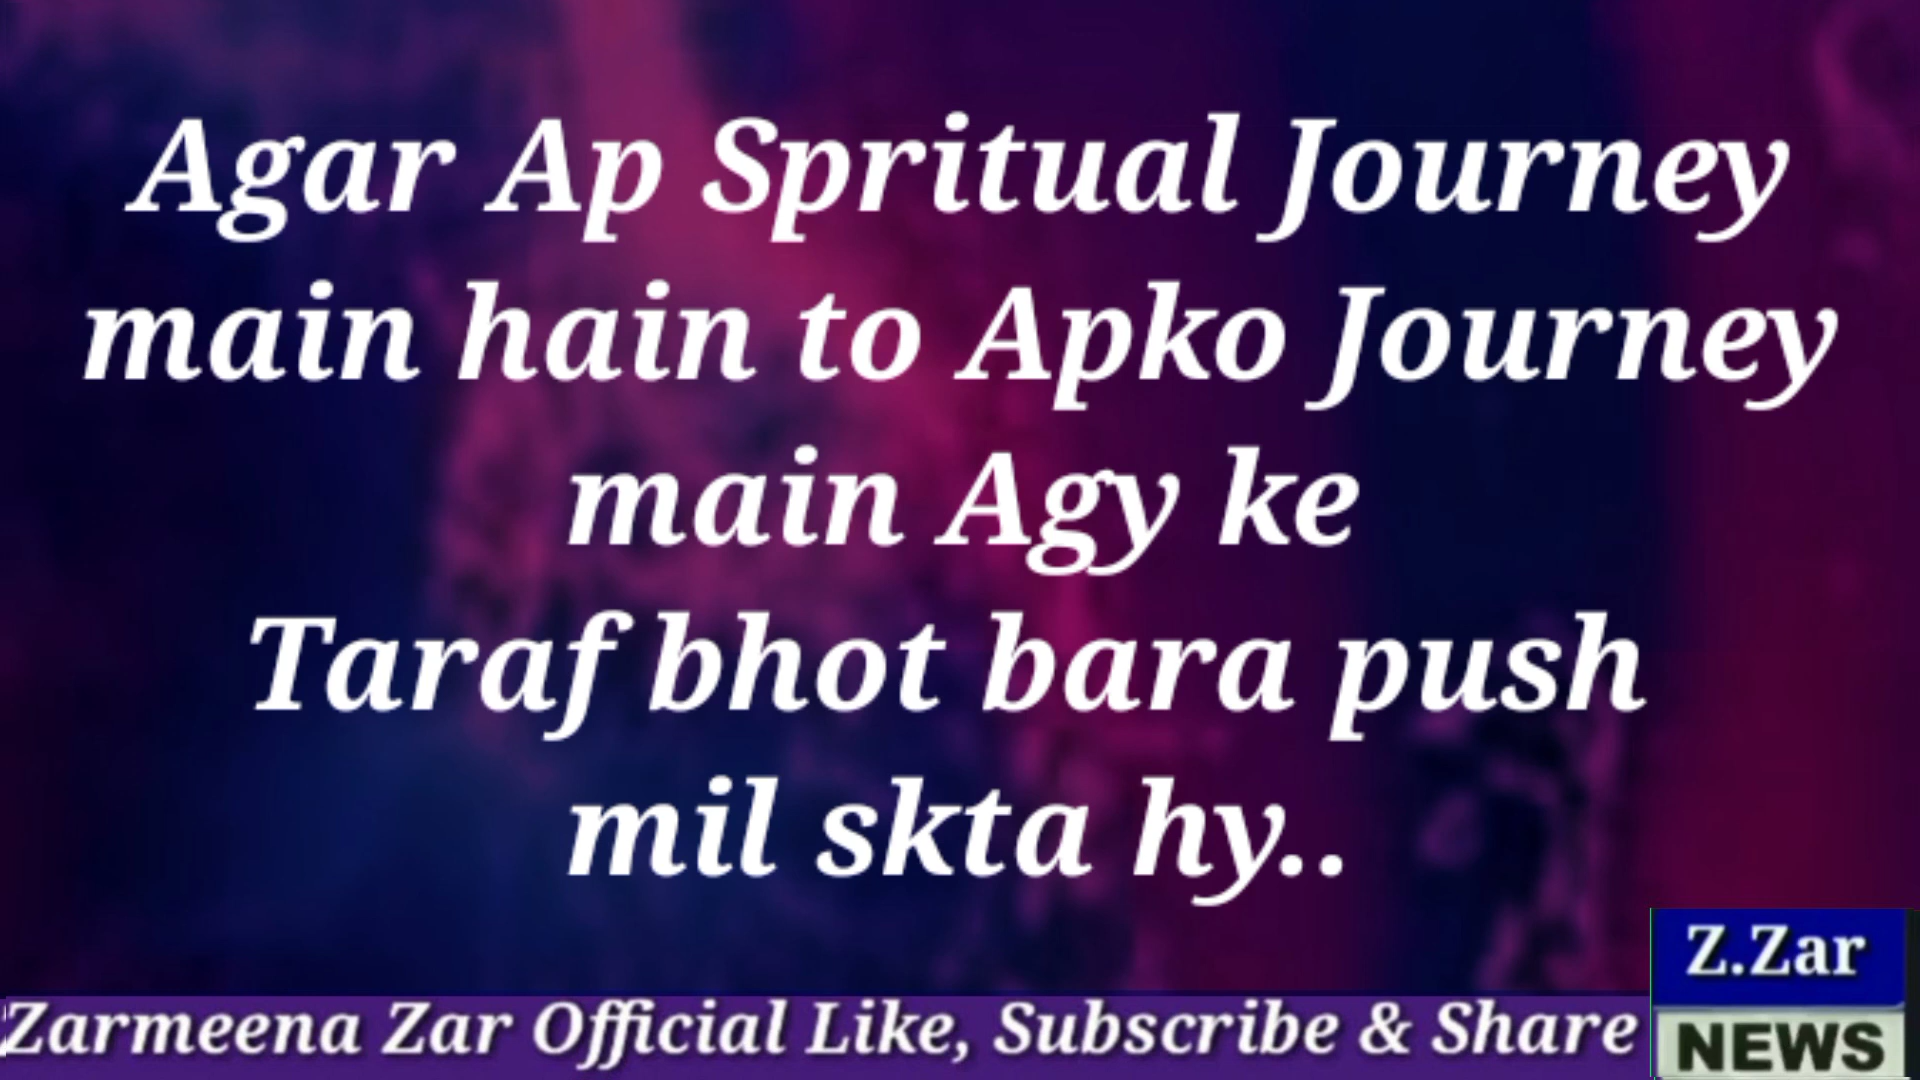 Agar Ap Spritual Journey
main hain to Apko Journey
main Agy ke
Taraf bhot bara push
mil skta hy..
Z.Zar
Zarmeena Zar Official Like, Subscribe & Share
NEWS